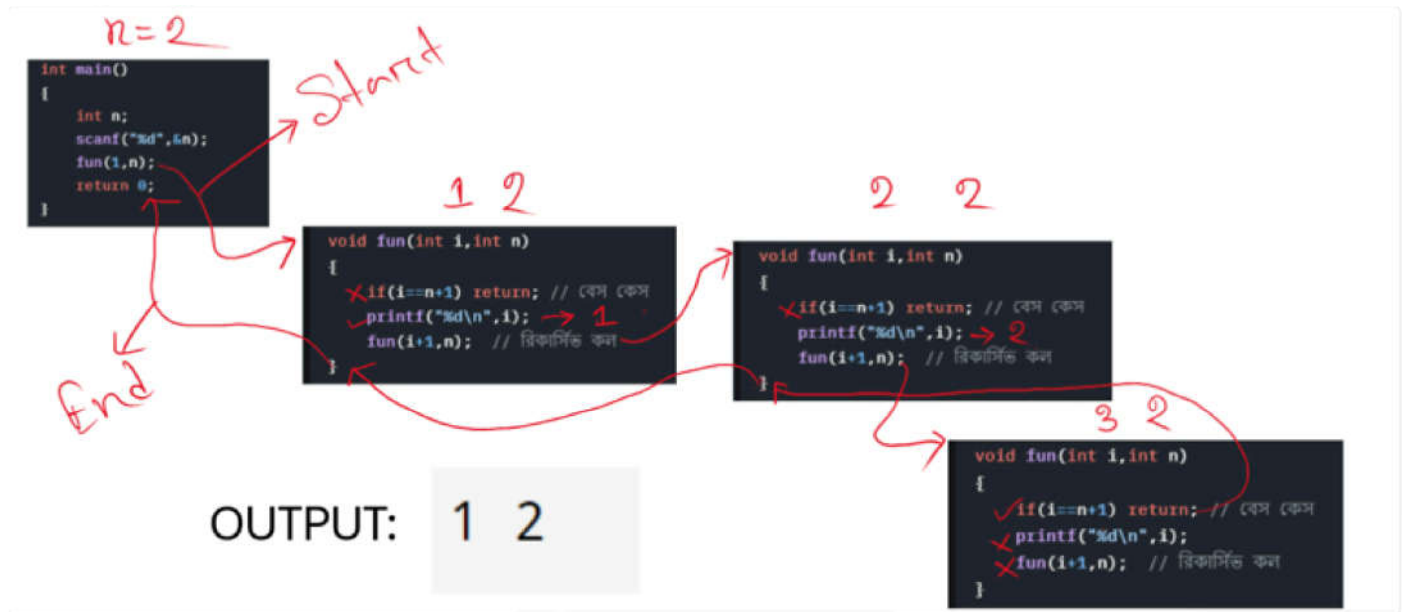 n=2
int main()
{
int n;
scanf("%d",&n);
fun(1,n);
return 0;
}
Start
End
1 2
void fun(int i,int n)
{
if(i==n+1) return; // বেস কেস
printf("%d\n",i); → 1
fun(i+1,n); // রিকার্সিভ কল
}
2 2
void fun(int i,int n)
{
if(i==n+1) return; // বেস কেস
printf("%d\n",i); → 2
fun(i+1,n); // রিকার্সিভ কল
}
3 2
void fun(int i,int n)
{
if(i==n+1) return; // বেস কেস
printf("%d\n",i);
fun(i+1,n); // রিকার্সিভ কল
}
OUTPUT: 1 2